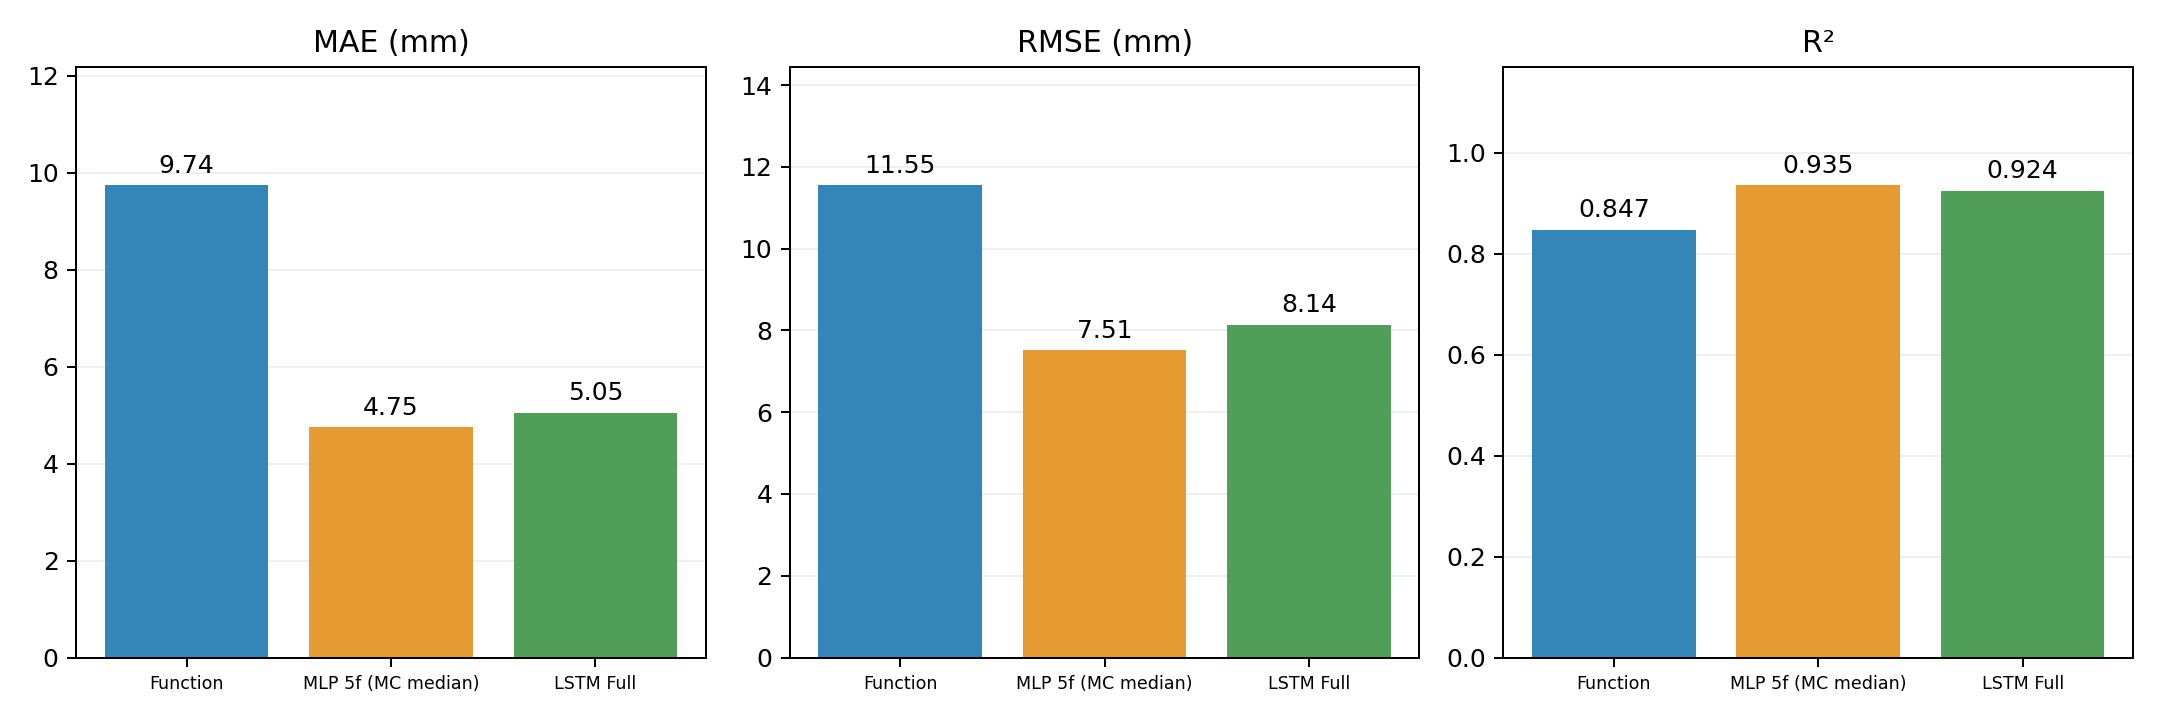 MAE (mm)
12
10
8
6
4
2
0
9.74
4.75
5.05
Function
MLP 5f (MC median)
LSTM Full
RMSE (mm)
14
12
10
8
6
4
2
0
11.55
7.51
8.14
Function
MLP 5f (MC median)
LSTM Full
R²
1.0
0.8
0.6
0.4
0.2
0.0
0.847
0.935
0.924
Function
MLP 5f (MC median)
LSTM Full